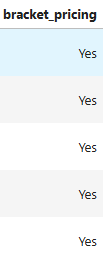 bracket_pricing
Yes
Yes
Yes
Yes
Yes